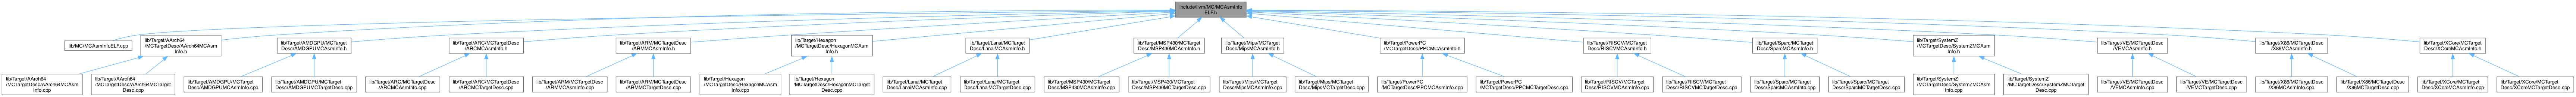 include/llvm/MC/MCAsmInfo
ELF.h
lib/MC/MCAsmInfoELF.cpp
lib/Target/AArch64
/MCTargetDesc/AArch64MCAsm
Info.h
lib/Target/AMDGPU/MCTarget
Desc/AMDGPUMCAsmInfo.h
lib/Target/ARC/MCTargetDesc
/ARCMCAsmInfo.h
lib/Target/ARM/MCTargetDesc
/ARMMCAsmInfo.h
lib/Target/Hexagon
/MCTargetDesc/HexagonMCAsm
Info.h
lib/Target/Lanai/MCTarget
Desc/LanaiMCAsmInfo.h
lib/Target/MSP430/MCTarget
Desc/MSP430MCAsmInfo.h
lib/Target/Mips/MCTarget
Desc/MipsMCAsmInfo.h
lib/Target/PowerPC
/MCTargetDesc/PPCMCAsmInfo.h
lib/Target/RISCV/MCTarget
Desc/RISCVMCAsmInfo.h
lib/Target/Sparc/MCTarget
Desc/SparcMCAsmInfo.h
lib/Target/SystemZ
/MCTargetDesc/SystemZMCAsm
Info.h
lib/Target/VE/MCTargetDesc
/VEMCAsmInfo.h
lib/Target/X86/MCTargetDesc
/X86MCAsmInfo.h
lib/Target/XCore/MCTarget
Desc/XCoreMCAsmInfo.h
lib/Target/AArch64
/MCTargetDesc/AArch64MCAsm
Info.cpp
lib/Target/AArch64
/MCTargetDesc/AArch64MCTarget
Desc.cpp
lib/Target/AMDGPU/MCTarget
Desc/AMDGPUMCAsmInfo.cpp
lib/Target/AMDGPU/MCTarget
Desc/AMDGPUMCTargetDesc.cpp
lib/Target/ARC/MCTargetDesc
/ARCMCAsmInfo.cpp
lib/Target/ARC/MCTargetDesc
/ARCMCTargetDesc.cpp
lib/Target/ARM/MCTargetDesc
/ARMMCAsmInfo.cpp
lib/Target/ARM/MCTargetDesc
/ARMMCTargetDesc.cpp
lib/Target/Hexagon
/MCTargetDesc/HexagonMCAsm
Info.cpp
lib/Target/Hexagon
/MCTargetDesc/HexagonMCTarget
Desc.cpp
lib/Target/Lanai/MCTarget
Desc/LanaiMCAsmInfo.cpp
lib/Target/Lanai/MCTarget
Desc/LanaiMCTargetDesc.cpp
lib/Target/MSP430/MCTarget
Desc/MSP430MCAsmInfo.cpp
lib/Target/MSP430/MCTarget
Desc/MSP430MCTargetDesc.cpp
lib/Target/Mips/MCTarget
Desc/MipsMCAsmInfo.cpp
lib/Target/Mips/MCTarget
Desc/MipsMCTargetDesc.cpp
lib/Target/PowerPC
/MCTargetDesc/PPCMCAsmInfo.cpp
lib/Target/PowerPC
/MCTargetDesc/PPCMCTargetDesc.cpp
lib/Target/RISCV/MCTarget
Desc/RISCVMCAsmInfo.cpp
lib/Target/RISCV/MCTarget
Desc/RISCVMCTargetDesc.cpp
lib/Target/Sparc/MCTarget
Desc/SparcMCAsmInfo.cpp
lib/Target/Sparc/MCTarget
Desc/SparcMCTargetDesc.cpp
lib/Target/SystemZ
/MCTargetDesc/SystemZMCAsm
Info.cpp
lib/Target/SystemZ
/MCTargetDesc/SystemZMCTarget
Desc.cpp
lib/Target/VE/MCTargetDesc
/VEMCAsmInfo.cpp
lib/Target/VE/MCTargetDesc
/VEMCTargetDesc.cpp
lib/Target/X86/MCTargetDesc
/X86MCAsmInfo.cpp
lib/Target/X86/MCTargetDesc
/X86MCTargetDesc.cpp
lib/Target/XCore/MCTarget
Desc/XCoreMCAsmInfo.cpp
lib/Target/XCore/MCTarget
Desc/XCoreMCTargetDesc.cpp